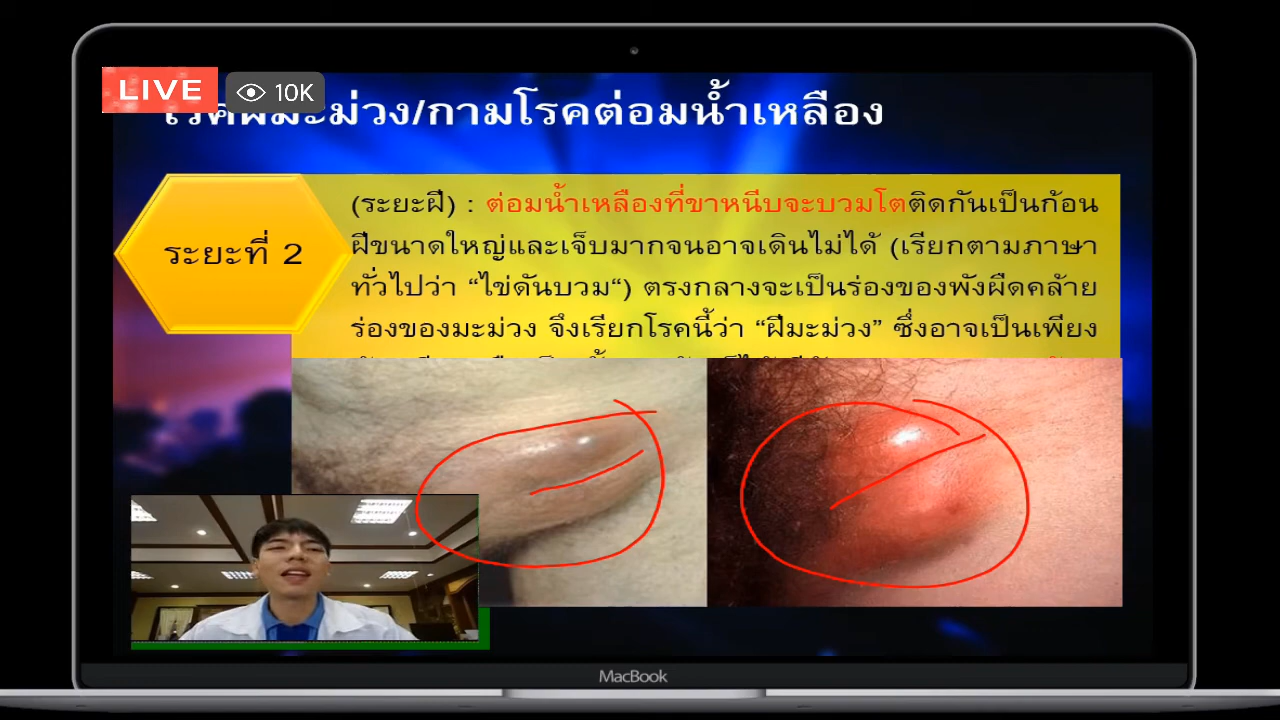 LIVE
10K
โรคฝีมะม่วง/กามโรคต่อมน้ำเหลือง
ระยะที่ 2
(ระยะฝี) : ต่อมน้ำเหลืองที่ขาหนีบจะบวมโตติดกันเป็นก้อน
ฝีขนาดใหญ่และเจ็บมากจนอาจเดินไม่ได้ (เรียกตามภาษา
ทั่วไปว่า “ไข่ดันบวม“) ตรงกลางจะเป็นร่องของพังผืดคล้าย
ร่องของมะม่วง จึงเรียกโรคนี้ว่า “ฝีมะม่วง” ซึ่งอาจเป็นเพียง
MacBook